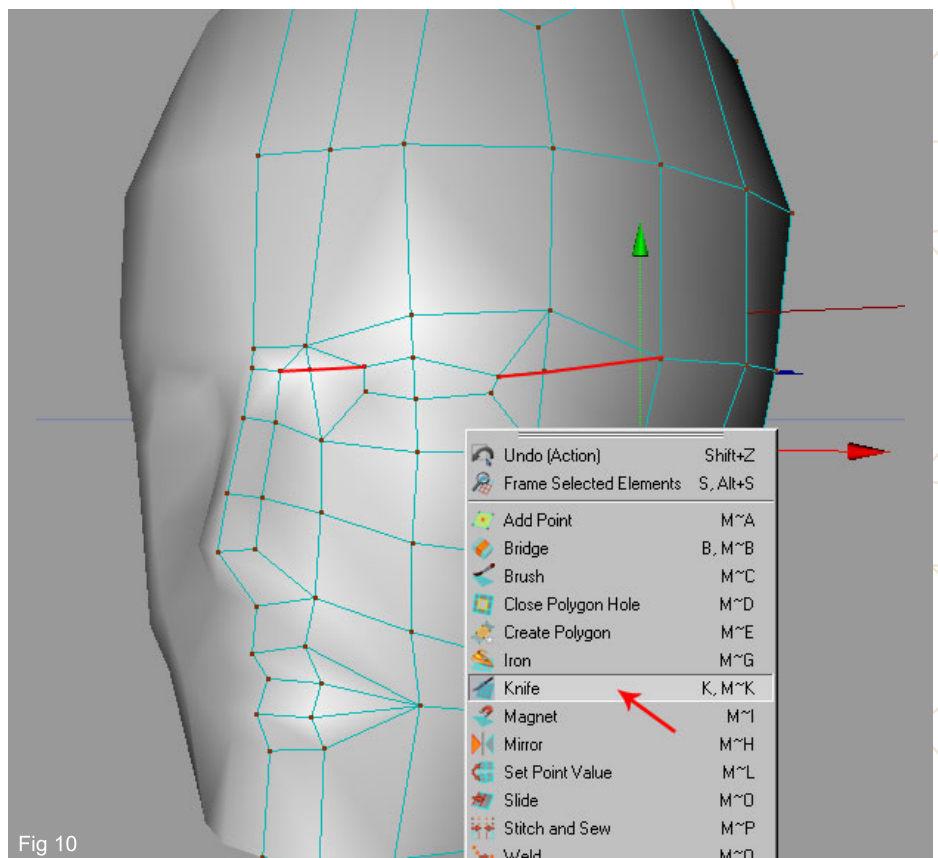 Undo (Action) Shift+Z
Frame Selected Elements S, Alt+S
Add Point M~A
Bridge B, M~B
Brush M~C
Close Polygon Hole M~D
Create Polygon M~E
Iron M~G
Knife K, M~K
Magnet M~I
Mirror M~H
Set Point Value M~L
Slide M~O
Stitch and Sew M~P
Weld M~Q
Fig 10